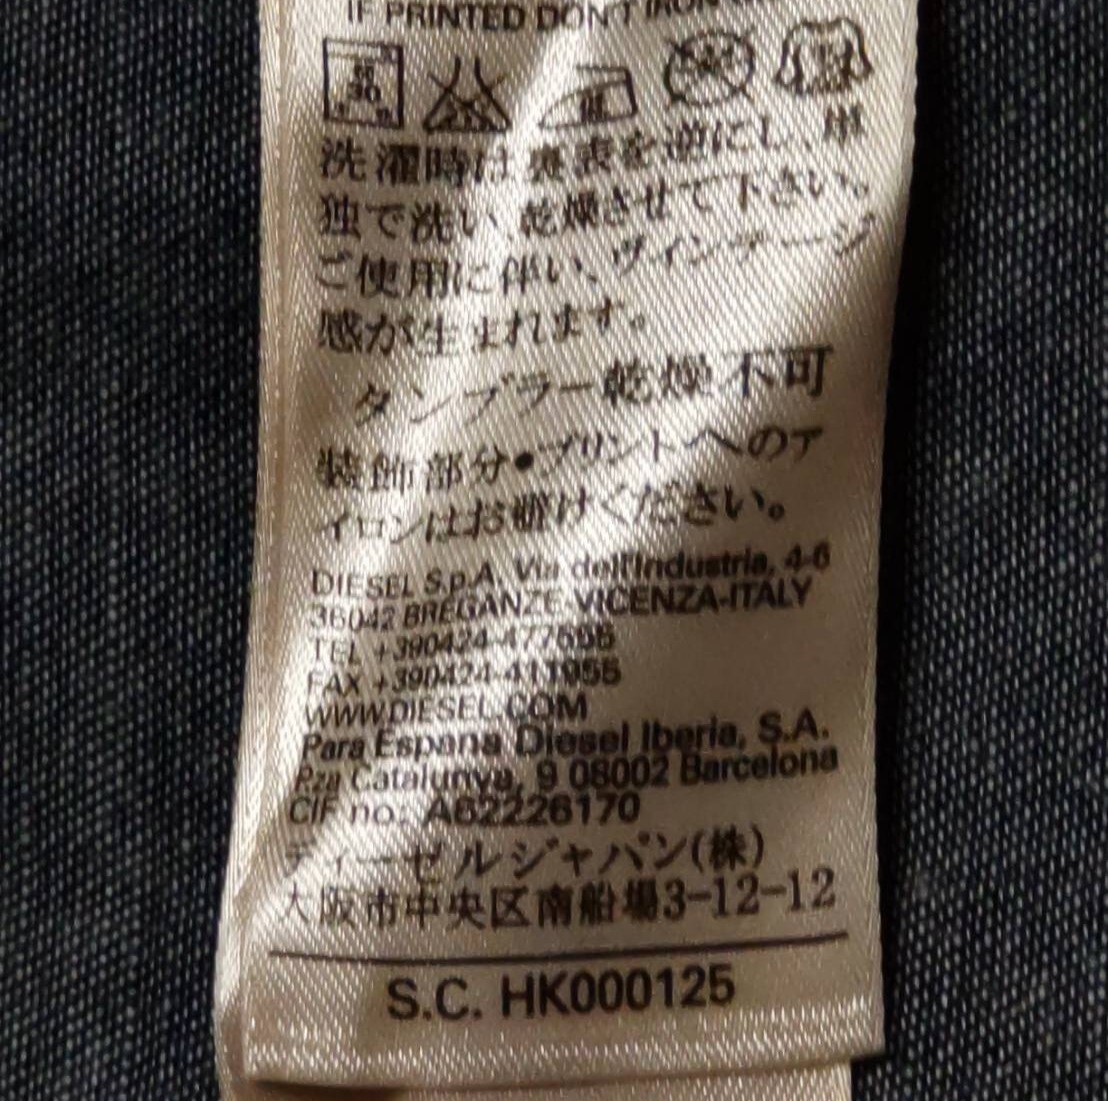 IF PRINTED DON'T IRON
洗濯時は裏表を逆にし、単
独で洗い、乾燥させて下さい。
ご使用に伴い、ヴィンテージ
感が生まれます。
タンブラー乾燥不可
装飾部分•プリントへのア
イロンはお避けください。
DIESEL S.p.A. Via dell'Industria, 4-6
36042 BREGANZE-VICENZA-ITALY
TEL +390424-477555
FAX +390424-411955
WWW.DIESEL.COM
Para Espana Diesel Iberia, S.A.
Pza Catalunya, 9 08002 Barcelona
CIF no: A62226170
ディーゼルジャパン(株)
大阪市中央区南船場3-12-12
S.C. HK000125